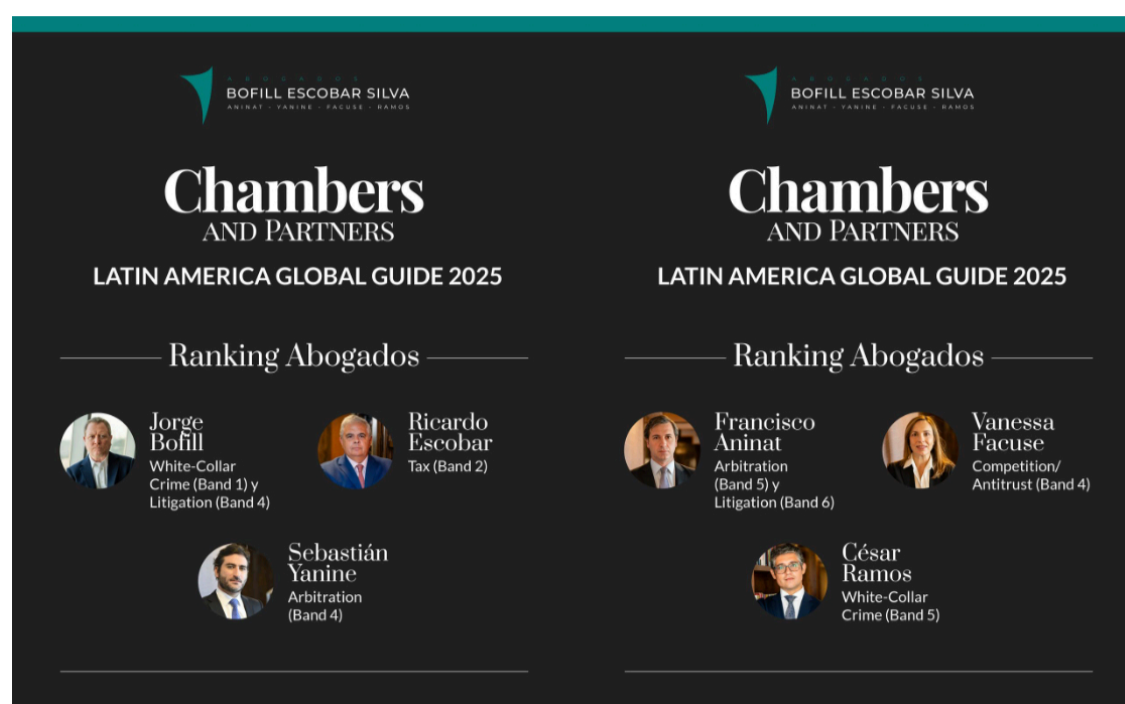 ABOGADOS
BOFILL ESCOBAR SILVA
ANINAT - YANINE - FACUSE - RAMOS
Chambers
AND PARTNERS
LATIN AMERICA GLOBAL GUIDE 2025
Ranking Abogados
Jorge
Bofill
White-Collar
Crime (Band 1) y
Litigation (Band 4)
Ricardo
Escobar
Tax (Band 2)
Sebastián
Yanine
Arbitration
(Band 4)
ABOGADOS
BOFILL ESCOBAR SILVA
ANINAT - YANINE - FACUSE - RAMOS
Chambers
AND PARTNERS
LATIN AMERICA GLOBAL GUIDE 2025
Ranking Abogados
Francisco
Aninat
Arbitration
(Band 5) y
Litigation (Band 6)
Vanessa
Facuse
Competition/
Antitrust (Band 4)
César
Ramos
White-Collar
Crime (Band 5)